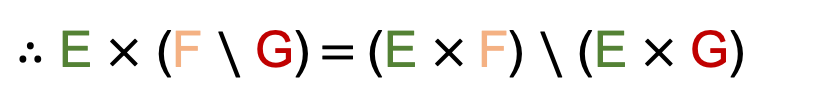 ∴ E × (F \ G) = (E × F) \ (E × G)